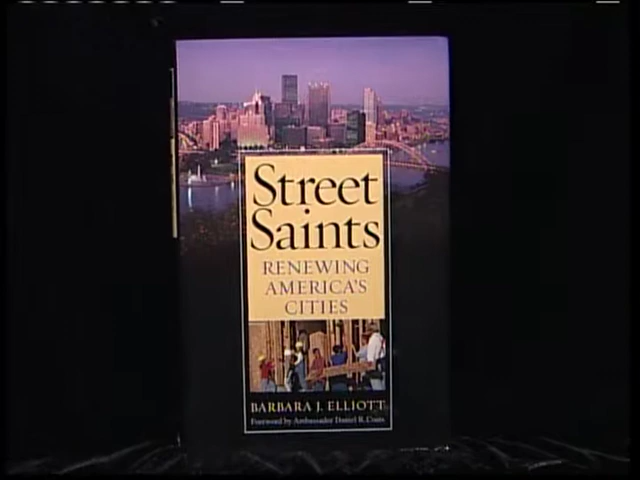 Street
Saints
RENEWING
AMERICA'S
CITIES
BARBARA J. ELLIOTT
Foreword by Ambassador Daniel R. Coats